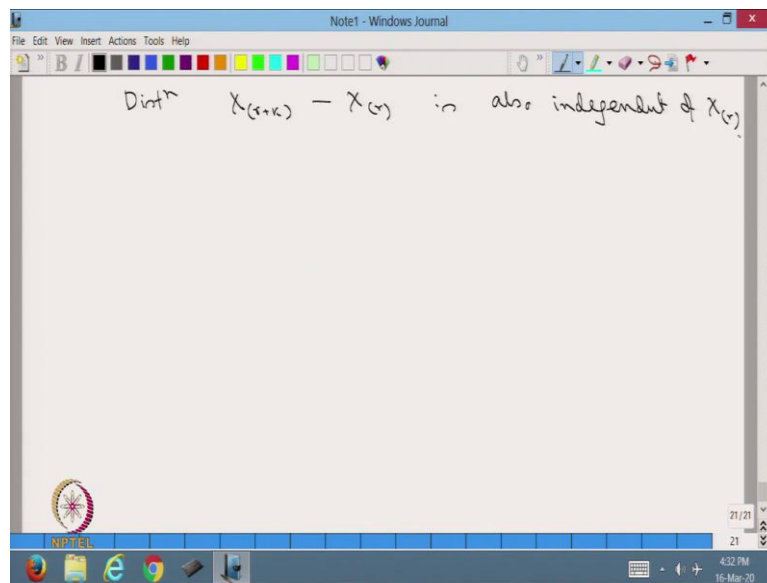 Note1 - Windows Journal
File Edit View Insert Actions Tools Help
B I
Distⁿ X₍ᵣ₊ₖ₎ - X₍ᵣ₎ is also independent of X₍ᵣ₎.
NPTEL
21/21
21
4:32 PM
16-Mar-20